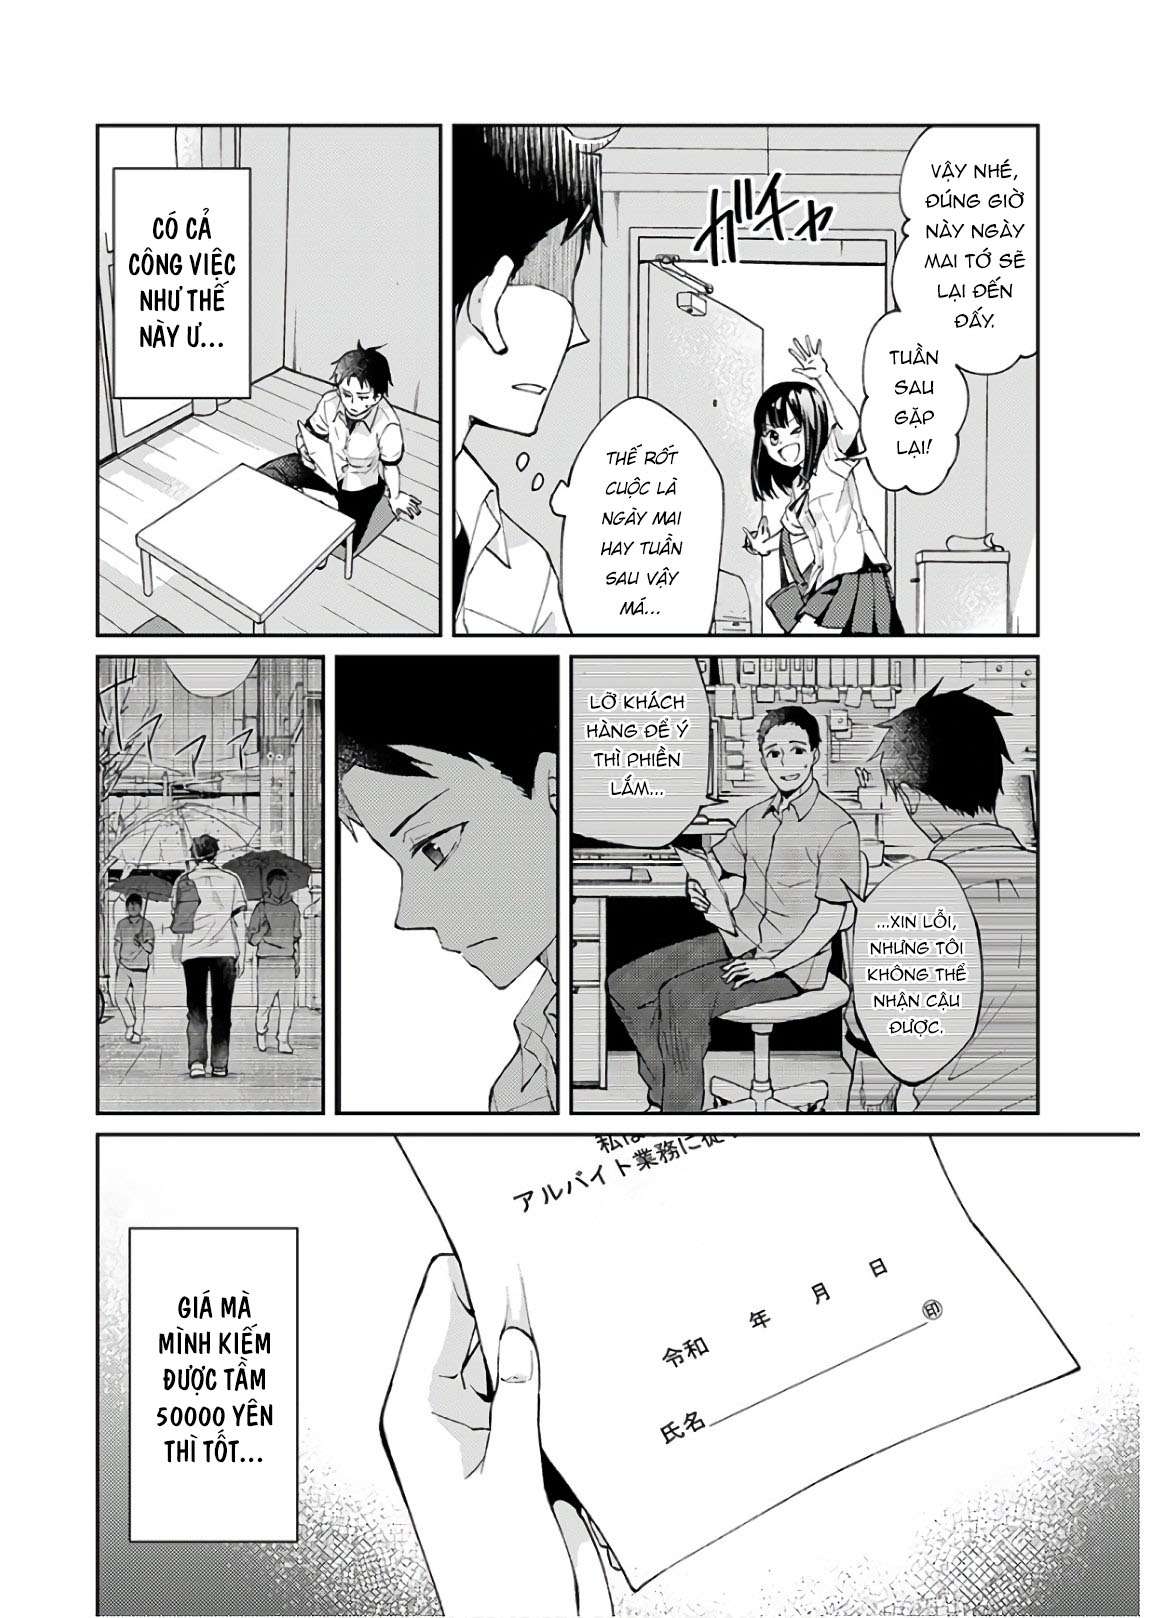 VẬY NHÉ,
ĐÚNG GIỜ
NÀY NGÀY
MAI TỚ SẼ
LẠI ĐẾN
ĐẤY.
TUẦN
SAU
GẶP
LẠI!
ガチャ
THẾ RỐT
CUỘC LÀ
NGÀY MAI
HAY TUẦN
SAU VẬY
MÁ...
CÓ CẢ
CÔNG VIỆC
NHƯ THẾ
NÀY Ư...
LỠ KHÁCH
HÀNG ĐỂ Ý
THÌ PHIỀN
LẮM...
...XIN LỖI,
NHƯNG TÔI
KHÔNG THỂ
NHẬN CẬU
ĐƯỢC.
私は
アルバイト業務に従
令和 年 月 日
氏名 印
GIÁ MÀ
MÌNH KIẾM
ĐƯỢC TẦM
50000 YÊN
THÌ TỐT...